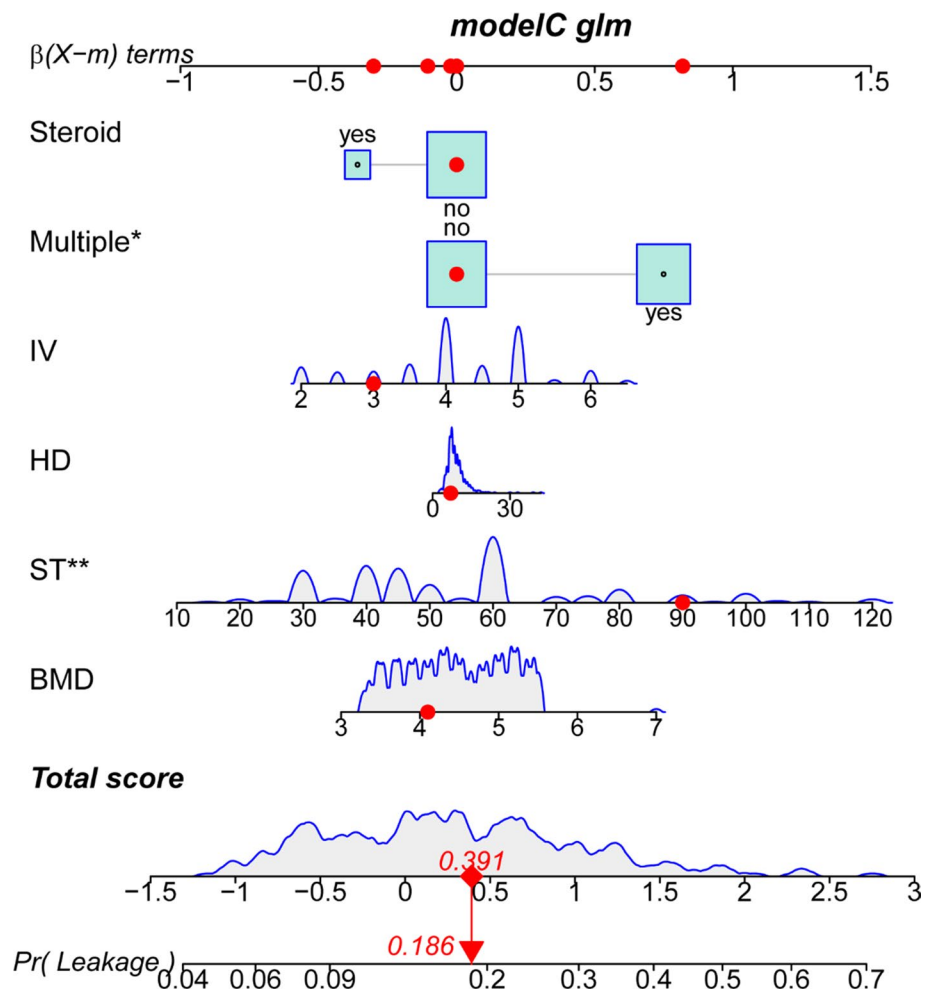 modelC glm
β(X−m) terms
−1 −0.5 0 0.5 1 1.5
Steroid
yes
no
no
Multiple*
yes
IV
2 3 4 5 6
HD
0 30
ST**
10 20 30 40 50 60 70 80 90 100 110 120
BMD
3 4 5 6 7
Total score
0.391
−1.5 −1 −0.5 0 0.5 1 1.5 2 2.5 3
0.186
Pr( Leakage )
0.04 0.06 0.09 0.2 0.3 0.4 0.5 0.6 0.7